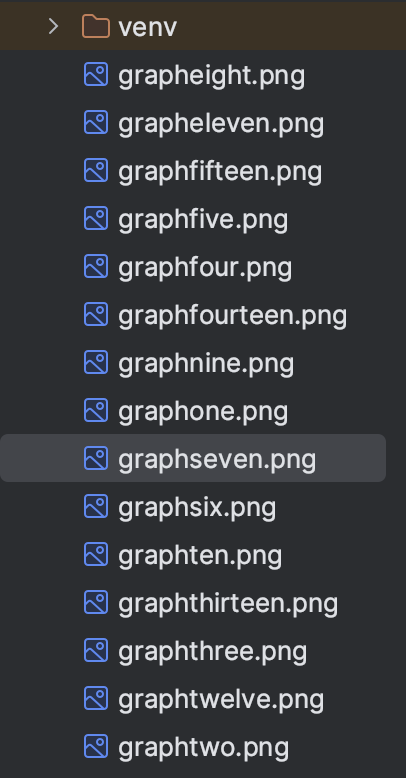 venv
grapheight.png
grapheleven.png
graphfifteen.png
graphfive.png
graphfour.png
graphfourteen.png
graphnine.png
graphone.png
graphseven.png
graphsix.png
graphten.png
graphthirteen.png
graphthree.png
graphtwelve.png
graphtwo.png